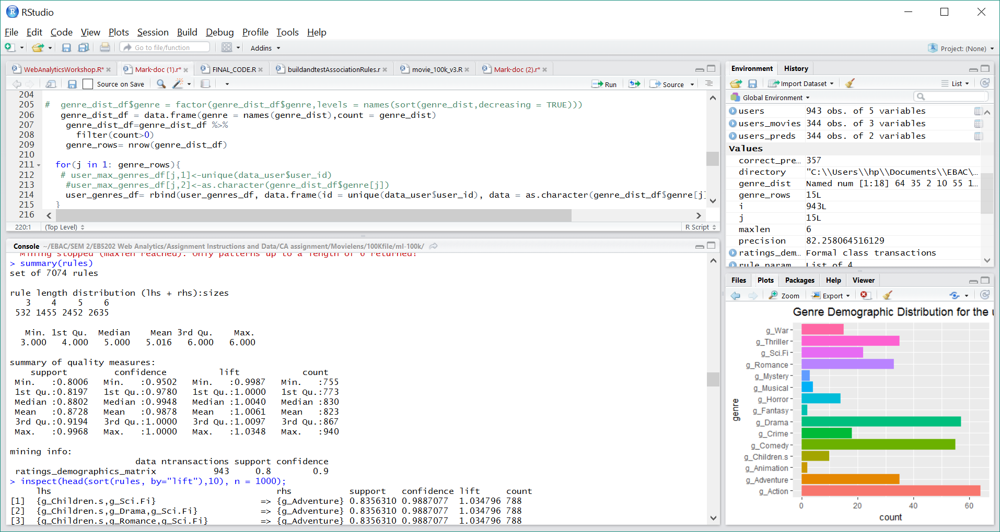 RStudio
File Edit Code View Plots Session Build Debug Profile Tools Help
Go to file/function Addins Project: (None)
WebAnalyticsWorkshop.R* Mark-doc (1).r* FINAL_CODE.R buildandtestAssociationRules.r movie_100k_v3.R Mark-doc (2).r*
Source on Save Run Source
204
205 # genre_dist_df$genre = factor(genre_dist_df$genre,levels = names(sort(genre_dist,decreasing = TRUE)))
206 genre_dist_df = data.frame(genre = names(genre_dist),count = genre_dist)
207 genre_dist_df=genre_dist_df %>%
208 filter(count>0)
209 genre_rows= nrow(genre_dist_df)
210
211 for(j in 1: genre_rows){
212 # user_max_genres_df[j,1]<-unique(data_user$user_id)
213 #user_max_genres_df[j,2]<-as.character(genre_dist_df$genre[j])
214 user_genres_df= rbind(user_genres_df, data.frame(id = unique(data_user$user_id), data = as.character(genre_dist_df$genre[j]
215 }
216
220:1 (Top Level) R Script
Console ~/EBAC/SEM 2/EB5202 Web Analytics/Assignment Instructions and Data/CA assignment/Movielens/100Kfile/ml-100k/
Mining stopped (maxlen reached). Only patterns up to a length of 6 returned!
> summary(rules)
set of 7074 rules
rule length distribution (lhs + rhs):sizes
3 4 5 6
532 1455 2452 2635
Min. 1st Qu. Median Mean 3rd Qu. Max.
3.000 4.000 5.000 5.016 6.000 6.000
summary of quality measures:
support confidence lift count
Min. :0.8006 Min. :0.9502 Min. :0.9987 Min. :755
1st Qu.:0.8197 1st Qu.:0.9780 1st Qu.:1.0000 1st Qu.:773
Median :0.8802 Median :0.9948 Median :1.0040 Median :830
Mean :0.8728 Mean :0.9878 Mean :1.0061 Mean :823
3rd Qu.:0.9194 3rd Qu.:1.0000 3rd Qu.:1.0097 3rd Qu.:867
Max. :0.9968 Max. :1.0000 Max. :1.0348 Max. :940
mining info:
data ntransactions support confidence
ratings_demographics_matrix 943 0.8 0.9
> inspect(head(sort(rules, by="lift"),10), n = 1000);
lhs rhs support confidence lift count
[1] {g_Children.s,g_Sci.Fi} => {g_Adventure} 0.8356310 0.9887077 1.034796 788
[2] {g_Children.s,g_Drama,g_Sci.Fi} => {g_Adventure} 0.8356310 0.9887077 1.034796 788
[3] {g_Children.s,g_Romance,g_Sci.Fi} => {g_Adventure} 0.8356310 0.9887077 1.034796 788
Environment History
Import Dataset List
Global Environment
users 943 obs. of 5 variables
users_movies 344 obs. of 3 variables
users_preds 344 obs. of 2 variables
Values
correct_pre… 357
directory "C:\\Users\\hp\\Documents\\EBAC\…
genre_dist Named num [1:18] 64 35 2 10 55 1…
genre_rows 15L
i 943L
j 15L
maxlen 6
precision 82.258064516129
ratings_dem… Formal class transactions
rule_param List of 4
Files Plots Packages Help Viewer
Zoom Export
Genre Demographic Distribution for the u
genre
g_War
g_Thriller
g_Sci.Fi
g_Romance
g_Mystery
g_Musical
g_Horror
g_Fantasy
g_Drama
g_Crime
g_Comedy
g_Children.s
g_Animation
g_Adventure
g_Action
0 20 40 60
count